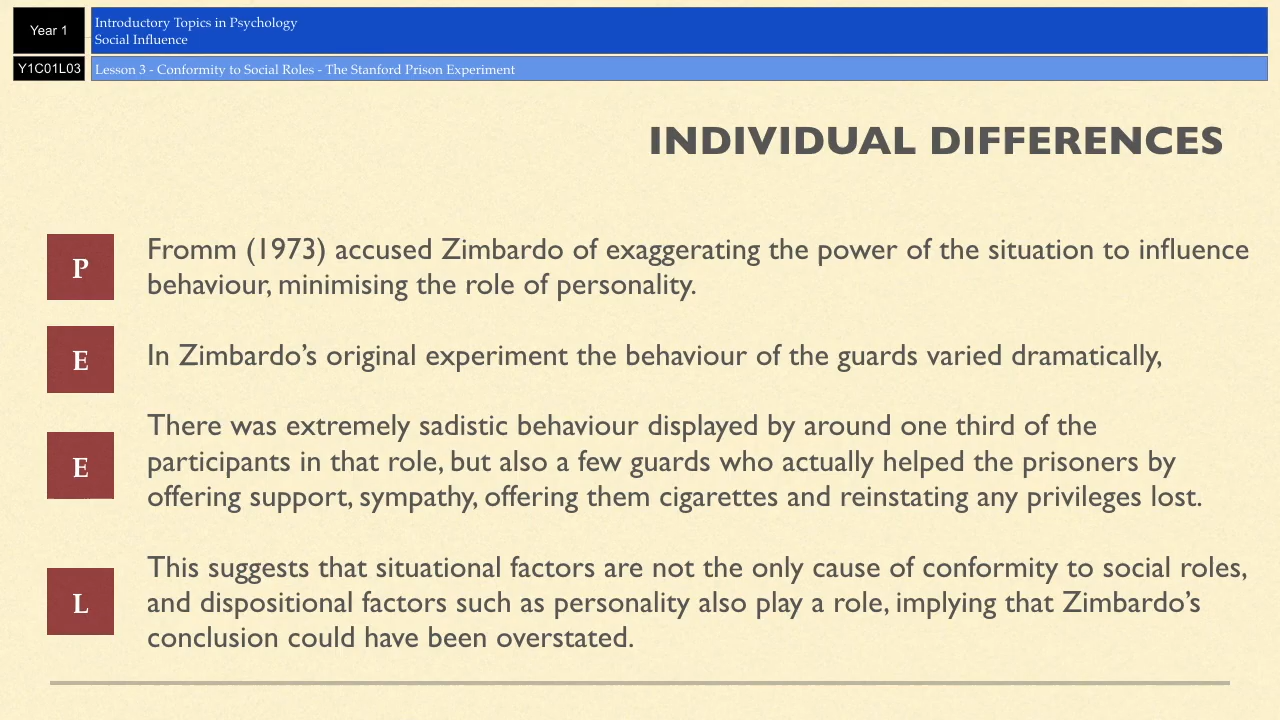 Year 1
Introductory Topics in Psychology
Social Influence
Y1C01L03
Lesson 3 - Conformity to Social Roles - The Stanford Prison Experiment
INDIVIDUAL DIFFERENCES
P
Fromm (1973) accused Zimbardo of exaggerating the power of the situation to influence
behaviour, minimising the role of personality.
E
In Zimbardo’s original experiment the behaviour of the guards varied dramatically,
E
There was extremely sadistic behaviour displayed by around one third of the
participants in that role, but also a few guards who actually helped the prisoners by
offering support, sympathy, offering them cigarettes and reinstating any privileges lost.
L
This suggests that situational factors are not the only cause of conformity to social roles,
and dispositional factors such as personality also play a role, implying that Zimbardo’s
conclusion could have been overstated.